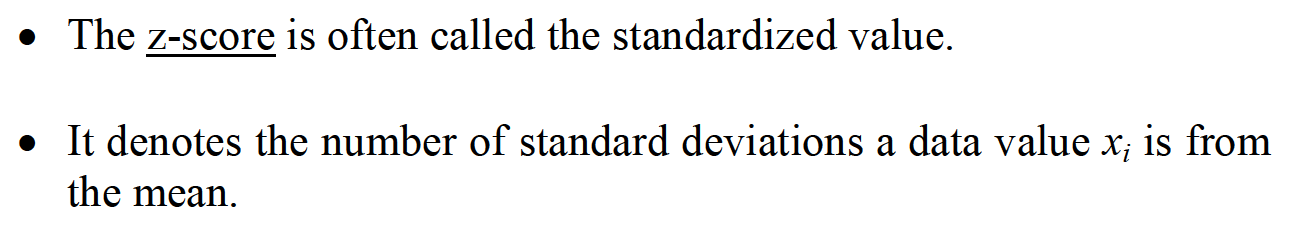 • The z-score is often called the standardized value.
• It denotes the number of standard deviations a data value xᵢ is from
the mean.